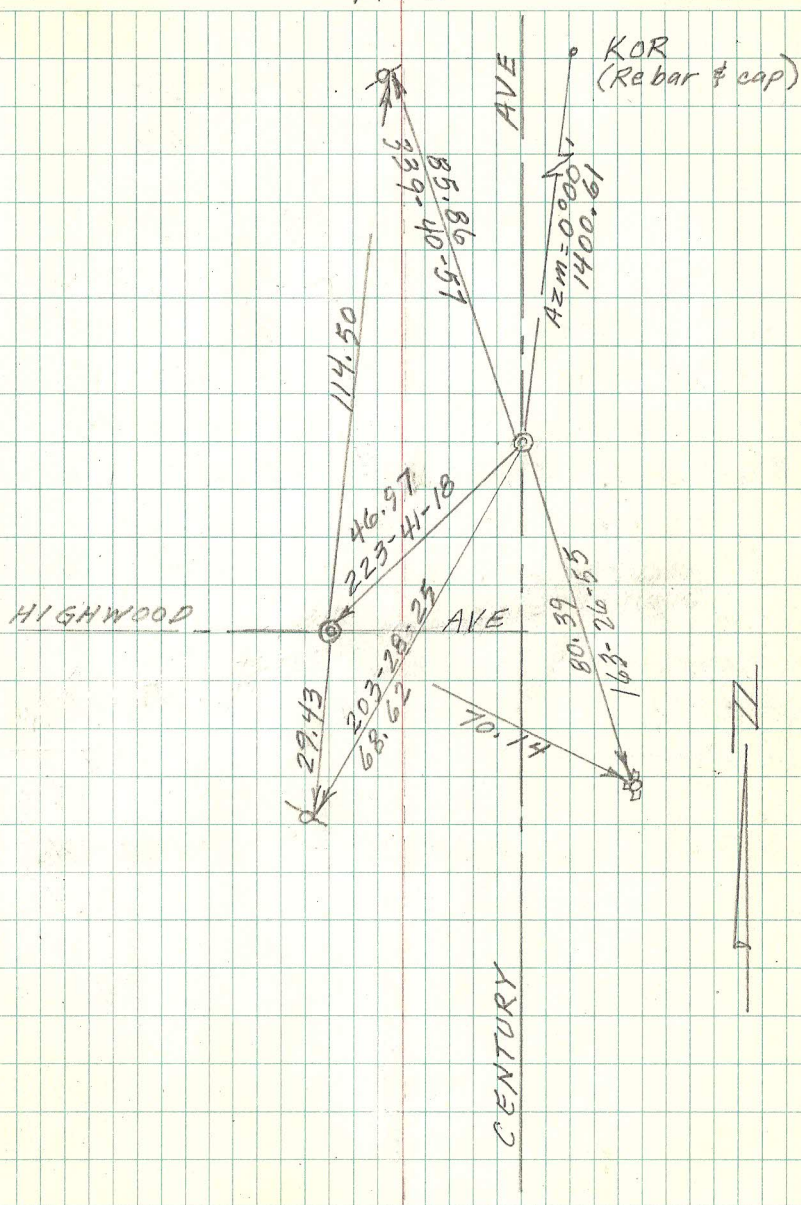 KOR
(Rebar & cap)
AVE
Azm=0°00'
1400.61
85.86
339-40-57
114.50
46.97
223-41-18
HIGHWOOD
AVE
203-28-25
68.62
29.43
80.39
163-26-55
70.14
N
CENTURY